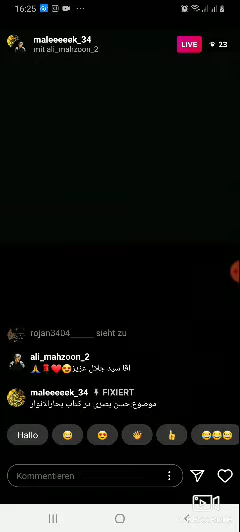 16:25
maleeeeek_34
mit ali_mahzoon_2
LIVE
23
rojan3404_____ sieht zu
ali_mahzoon_2
اقا سید جلال عزیز
maleeeeek_34 FIXIERT
موضوع حسن بصری در کتاب بحارالانوار
Hallo
Kommentieren